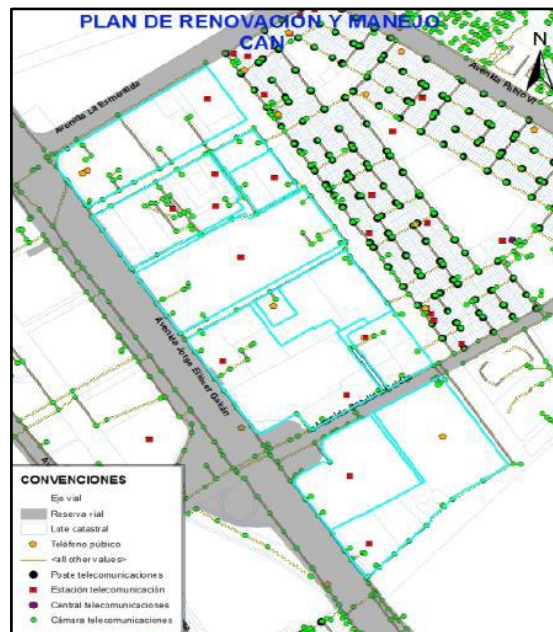 PLAN DE RENOVACIÓN Y MANEJO
CAN
N
Avenida La Esmeralda
Avenida Pablo VI
Avenida Jorge Eliecer Gaitán
CONVENCIONES
Eje vial
Reserva vial
Lote catastral
Teléfono público
<all other values>
Poste telecomunicaciones
Estación telecomunicación
Central telecomunicaciones
Cámara telecomunicaciones